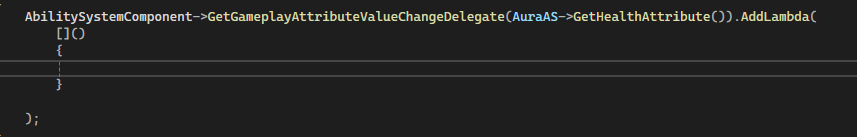 AbilitySystemComponent->GetGameplayAttributeValueChangeDelegate(AuraAS->GetHealthAttribute()).AddLambda(
[]()
{
}
);